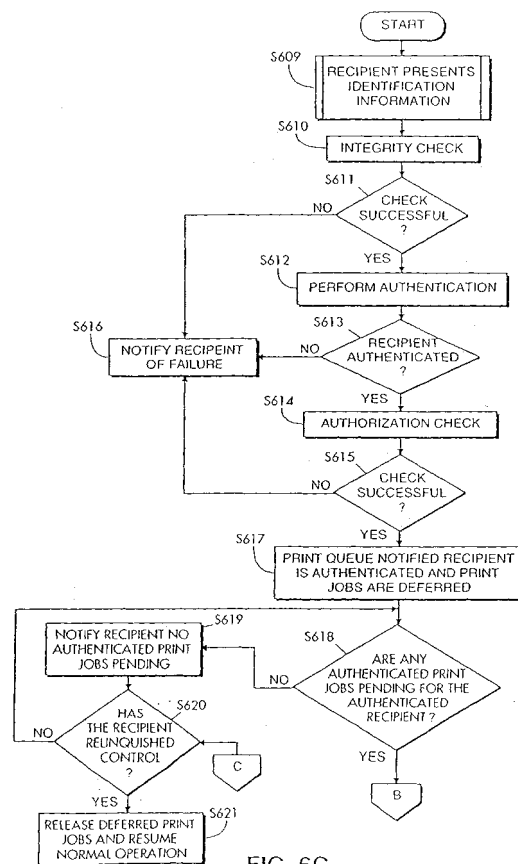 START
S609
RECIPIENT PRESENTS
IDENTIFICATION
INFORMATION
S610
INTEGRITY CHECK
S611
CHECK
SUCCESSFUL
?
NO
YES
S612
PERFORM AUTHENTICATION
S613
RECIPIENT
AUTHENTICATED
?
NO
S616
NOTIFY RECIPEINT
OF FAILURE
YES
S614
AUTHORIZATION CHECK
S615
CHECK
SUCCESSFUL
?
NO
YES
S617
PRINT QUEUE NOTIFIED RECIPIENT
IS AUTHENTICATED AND PRINT
JOBS ARE DEFERRED
S619
NOTIFY RECIPIENT NO
AUTHENTICATED PRINT
JOBS PENDING
S618
ARE ANY
AUTHENTICATED PRINT
JOBS PENDING FOR THE
AUTHENTICATED
RECIPIENT ?
NO
YES
S620
HAS
THE RECIPIENT
RELINQUISHED
CONTROL
?
NO
C
B
YES
S621
RELEASE DEFERRED PRINT
JOBS AND RESUME
NORMAL OPERATION
FIG. 6C